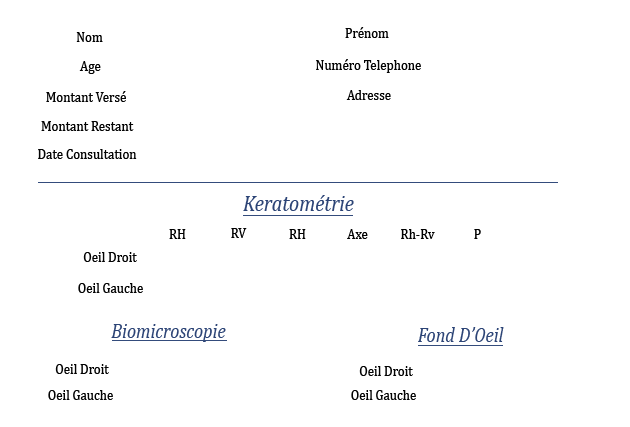 Nom Prénom
Age Numéro Telephone
Montant Versé Adresse
Montant Restant
Date Consultation
Keratométrie
RH RV RH Axe Rh-Rv P
Oeil Droit
Oeil Gauche
Biomicroscopie Fond D'Oeil
Oeil Droit Oeil Droit
Oeil Gauche Oeil Gauche